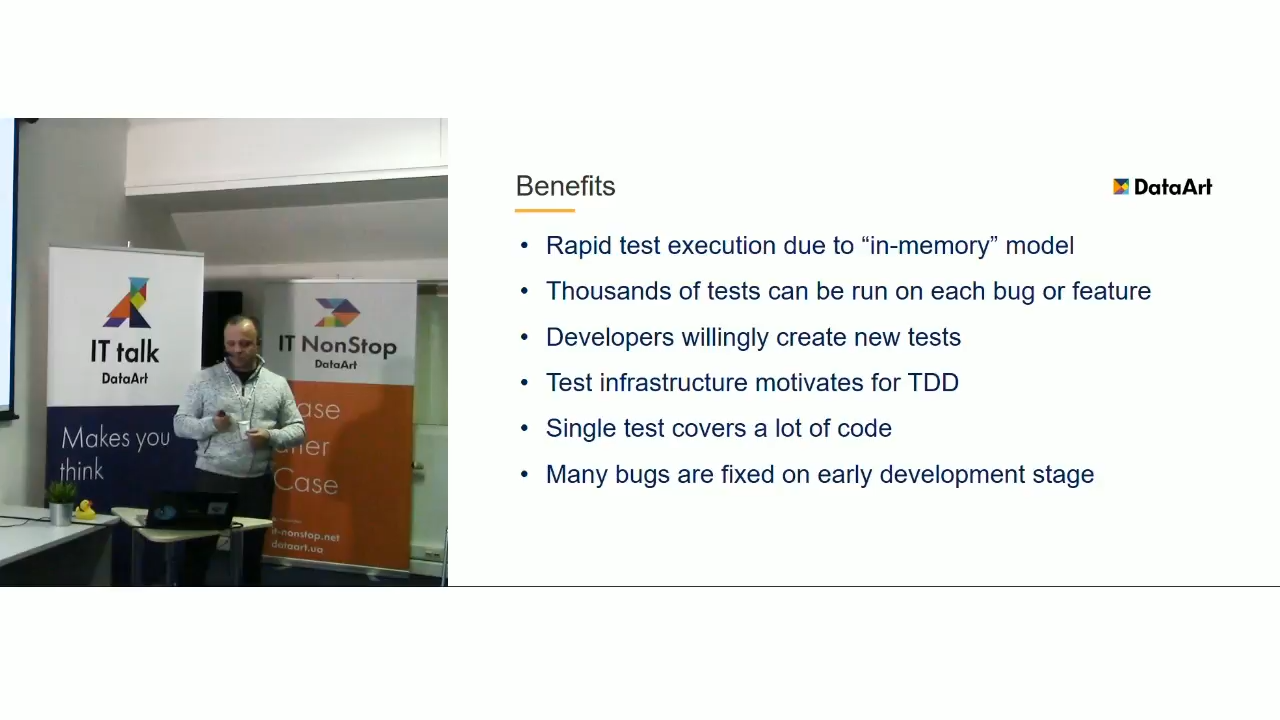 IT talk
DataArt
Makes you
think
IT NonStop
DataArt
Case
it-nonstop.net
dataart.ua
Benefits
DataArt
• Rapid test execution due to “in-memory” model
• Thousands of tests can be run on each bug or feature
• Developers willingly create new tests
• Test infrastructure motivates for TDD
• Single test covers a lot of code
• Many bugs are fixed on early development stage